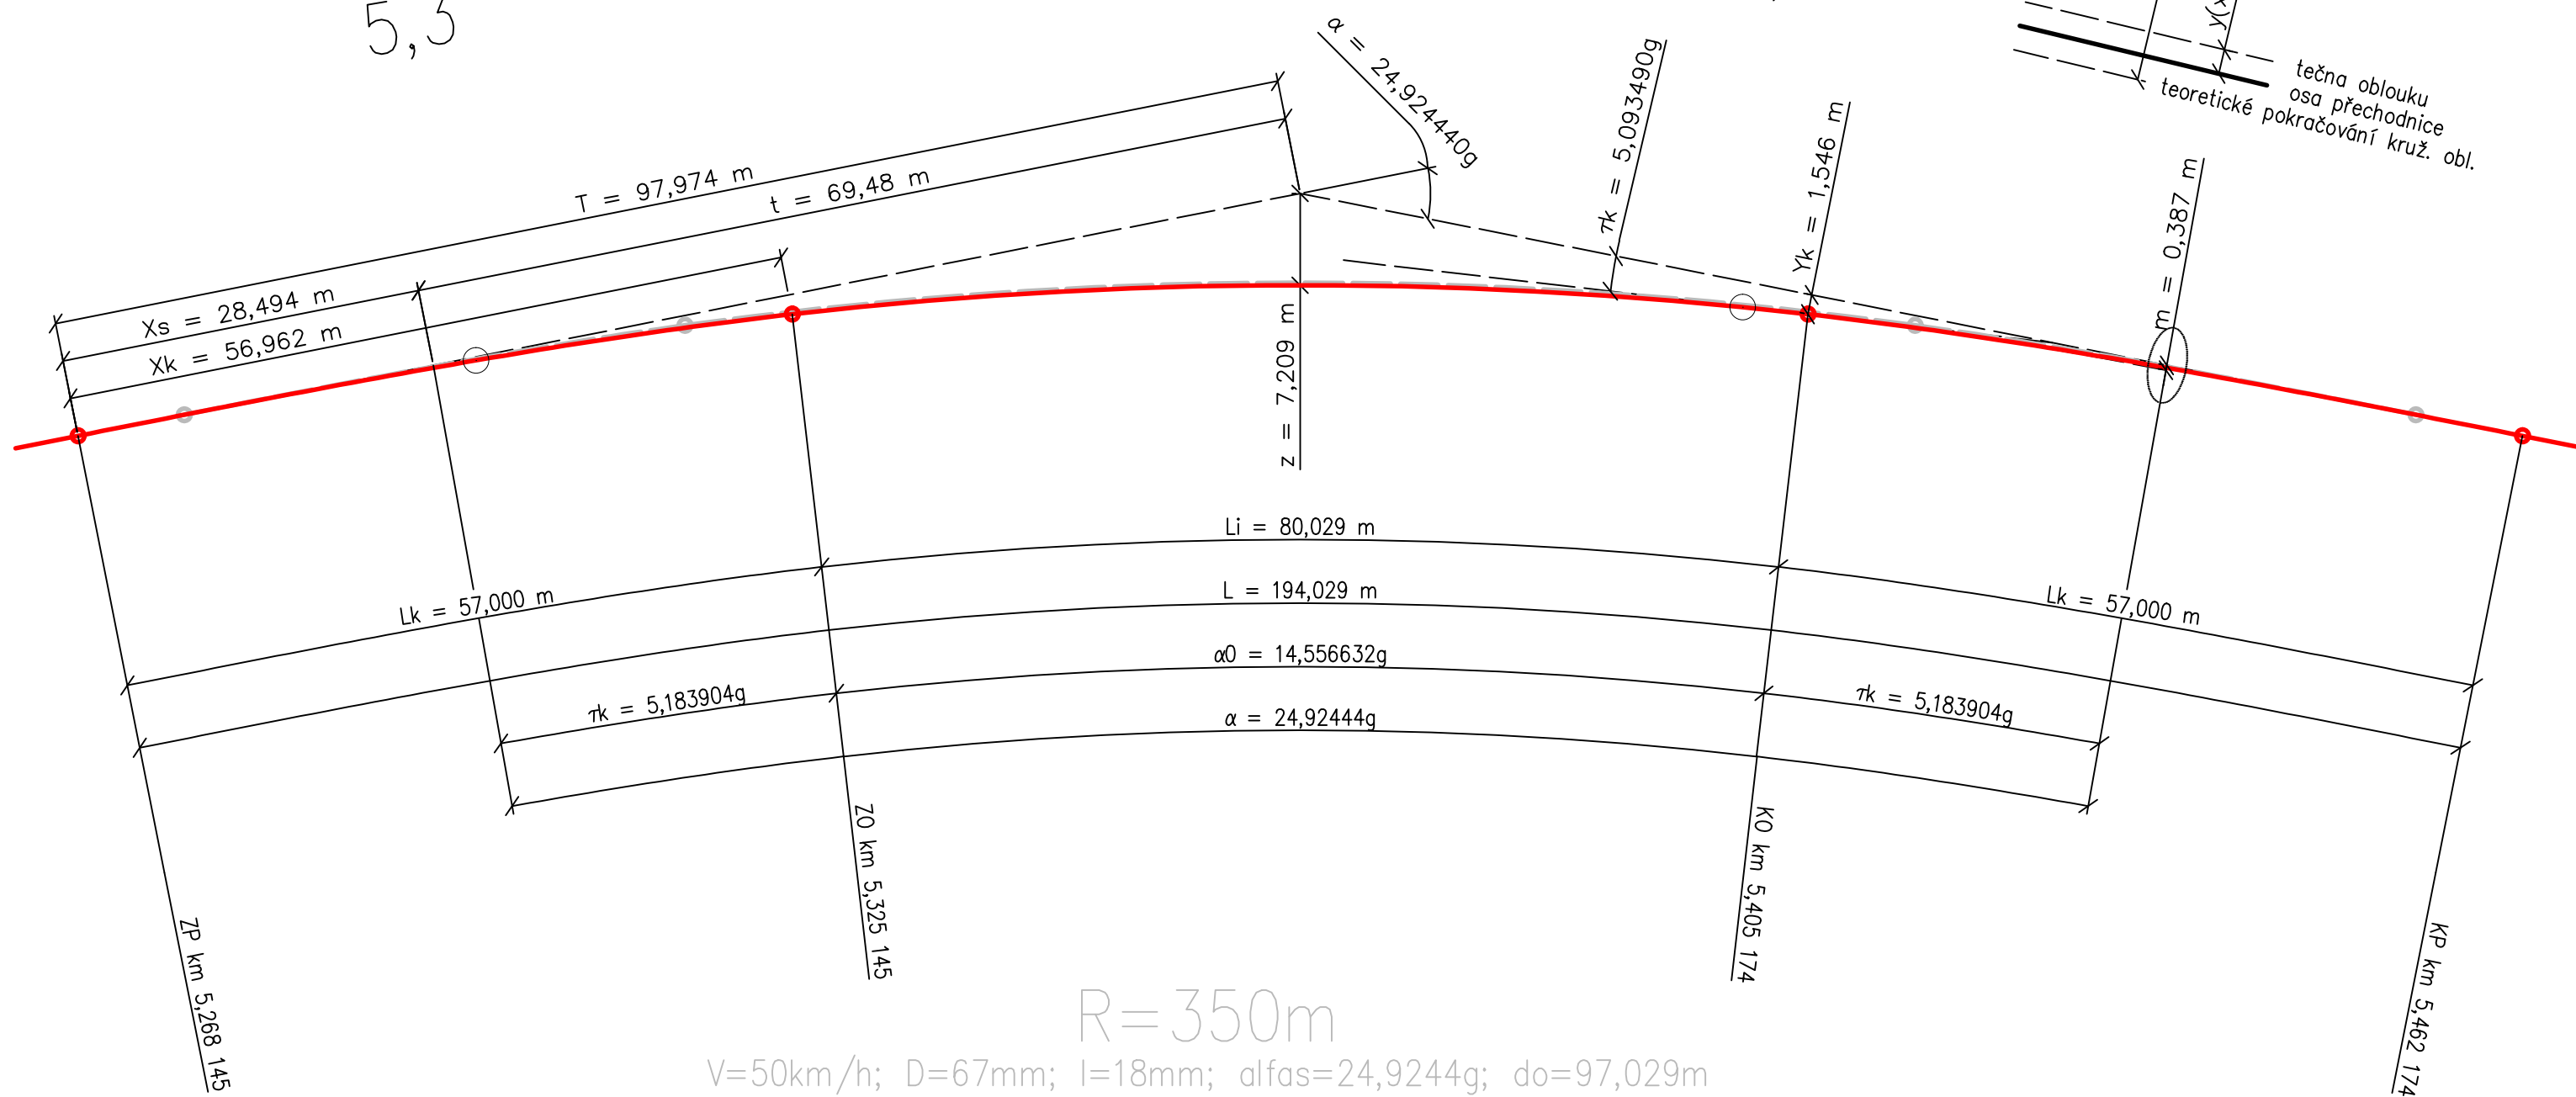 5,3
α = 24,924440g
τk = 5,093490g
Yk = 1,546 m
m = 0,387 m
y(x
tečna oblouku
osa přechodnice
teoretické pokračování kruž. obl.
T = 97,974 m
t = 69,48 m
Xs = 28,494 m
Xk = 56,962 m
z = 7,209 m
Li = 80,029 m
L = 194,029 m
Lk = 57,000 m
Lk = 57,000 m
α0 = 14,556632g
τk = 5,183904g
τk = 5,183904g
α = 24,92444g
ZP km 5,268 145
ZO km 5,325 145
KO km 5,405 174
KP km 5,462 174
R=350m
V=50km/h; D=67mm; I=18mm; alfas=24,9244g; do=97,029m